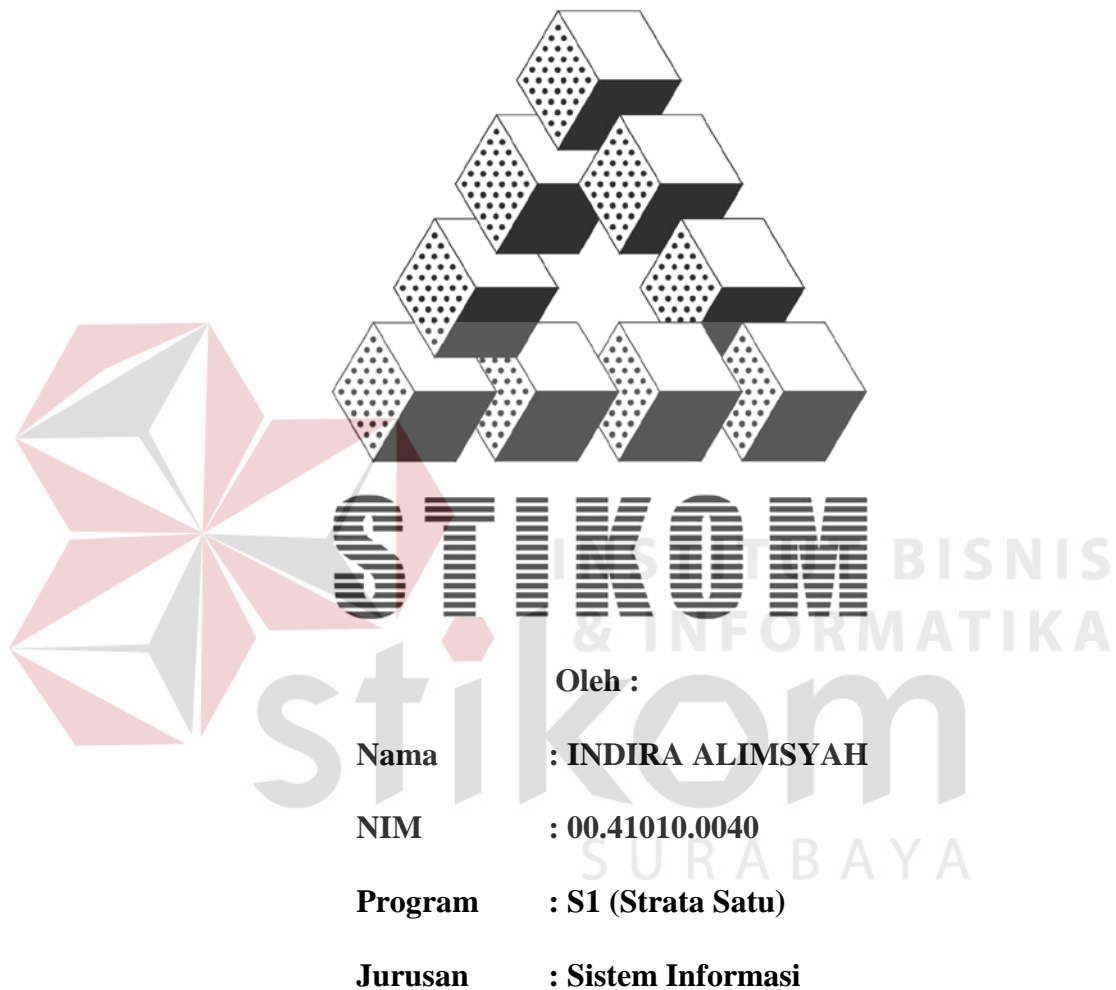 STIKOM
INSTITUT BISNIS
& INFORMATIKA
stikom
SURABAYA
Oleh :
Nama : INDIRA ALIMSYAH
NIM : 00.41010.0040
Program : S1 (Strata Satu)
Jurusan : Sistem Informasi